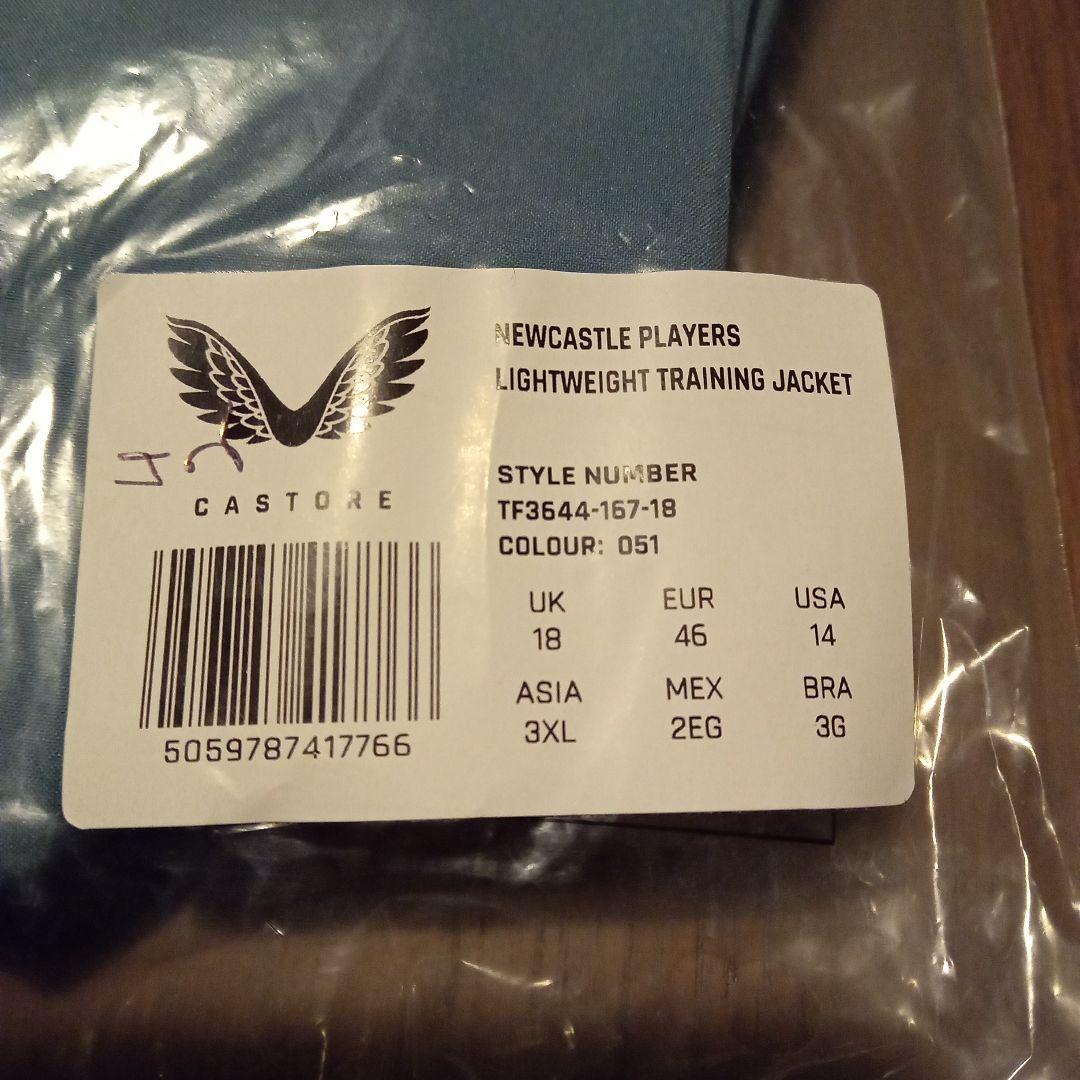 NEWCASTLE PLAYERS
LIGHTWEIGHT TRAINING JACKET
CASTORE
STYLE NUMBER
TF3644-167-18
COLOUR: 051
UK EUR USA
18 46 14
ASIA MEX BRA
3XL 2EG 3G
5059787417766